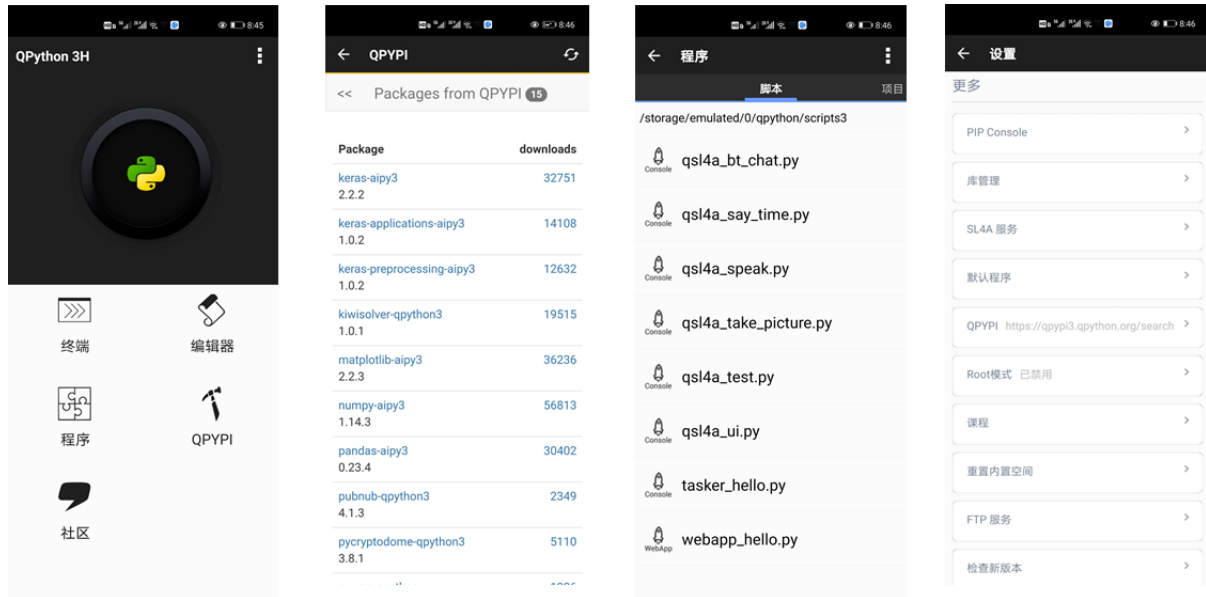 8:45
QPython 3H
终端
编辑器
程序
QPYPI
社区
8:46
QPYPI
<< Packages from QPYPI 15
Package downloads
keras-aipy3 32751
2.2.2
keras-applications-aipy3 14108
1.0.2
keras-preprocessing-aipy3 12632
1.0.2
kiwisolver-qpython3 19515
1.0.1
matplotlib-aipy3 36236
2.2.3
numpy-aipy3 56813
1.14.3
pandas-aipy3 30402
0.23.4
pubnub-qpython3 2349
4.1.3
pycryptodome-qpython3 5110
3.8.1
8:46
程序
脚本 项目
/storage/emulated/0/qpython/scripts3
Console qsl4a_bt_chat.py
Console qsl4a_say_time.py
Console qsl4a_speak.py
Console qsl4a_take_picture.py
Console qsl4a_test.py
Console qsl4a_ui.py
Console tasker_hello.py
WebApp webapp_hello.py
8:46
设置
更多
PIP Console
库管理
SL4A 服务
默认程序
QPYPI https://qpypi3.qpython.org/search
Root模式 已禁用
课程
重置内置空间
FTP 服务
检查新版本